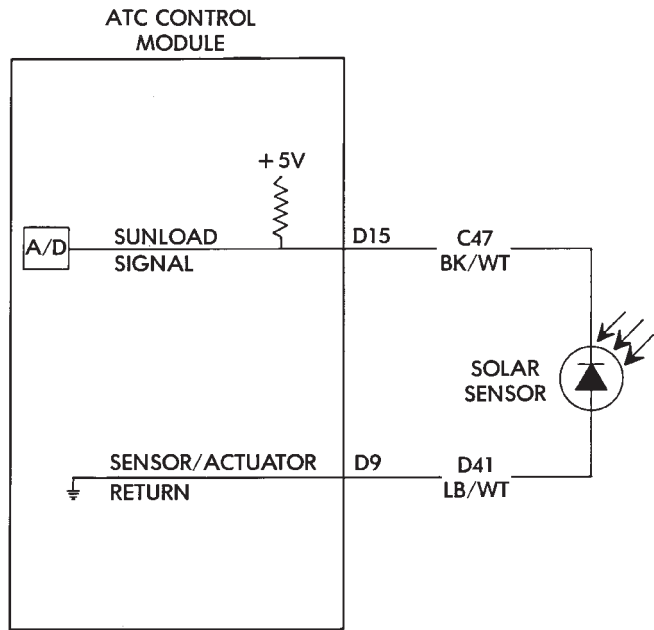 ATC CONTROL
MODULE
+ 5V
A/D
SUNLOAD
SIGNAL
D15
C47
BK/WT
SOLAR
SENSOR
SENSOR/ACTUATOR
RETURN
D9
D41
LB/WT